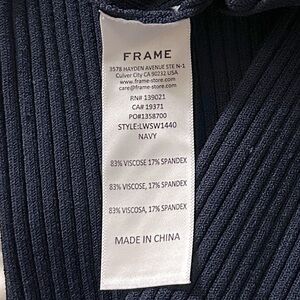 FRAME
3578 HAYDEN AVENUE STE N-1
Culver City CA 90232 USA
www.frame-store.com
care@frame-store.com
RN# 139021
CA# 19371
PO#1358700
STYLE:LWSW1440
NAVY
83% VISCOSE 17% SPANDEX
83% VISCOSE, 17% SPANDEX
83% VISCOSA, 17% SPANDEX
MADE IN CHINA